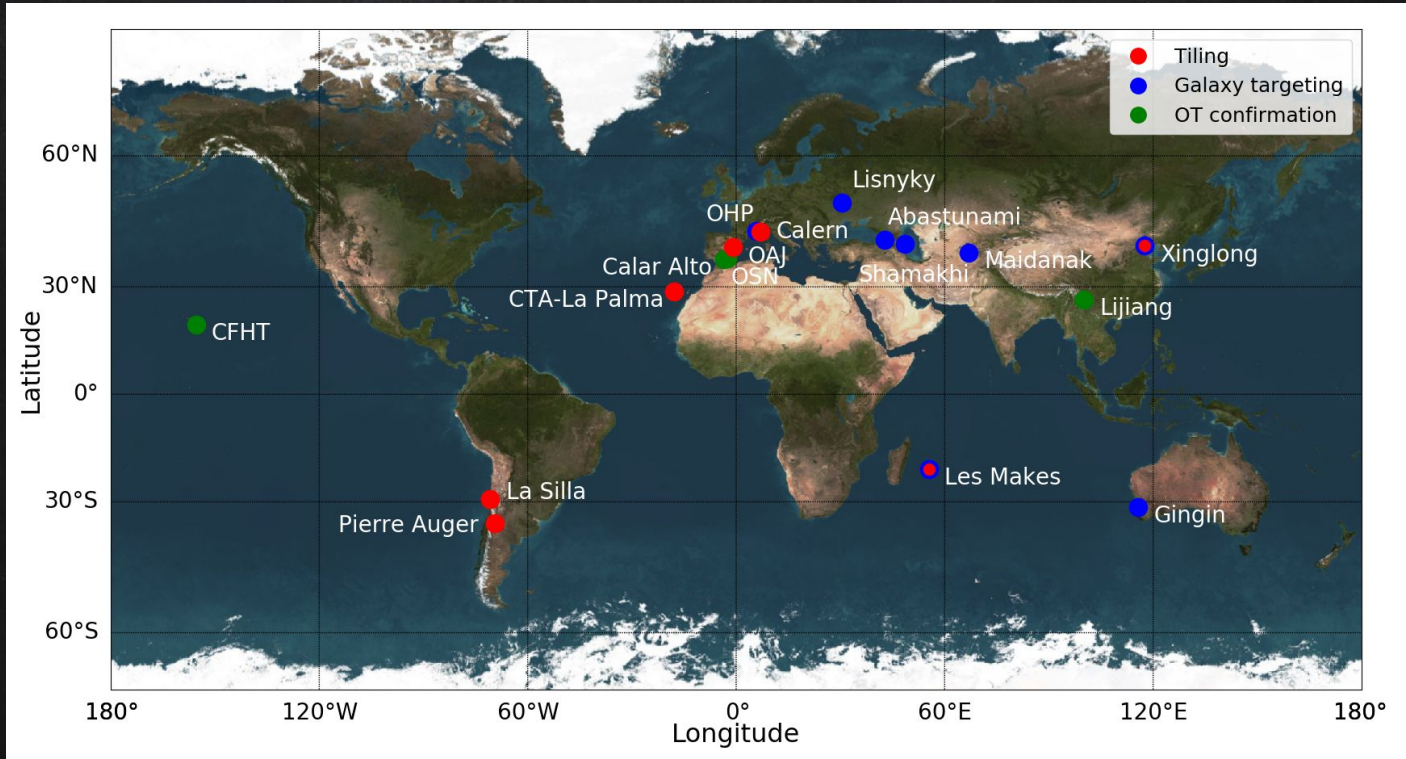 Tiling
Galaxy targeting
OT confirmation
60°N
30°N
0°
30°S
60°S
Latitude
Lisnyky
OHP
Abastunami
Calern
Xinglong
OAJ
Calar Alto
Maidanak
OSN
Shamakhi
CTA-La Palma
Lijiang
CFHT
Les Makes
La Silla
Gingin
Pierre Auger
180° 120°W 60°W 0° 60°E 120°E 180°
Longitude